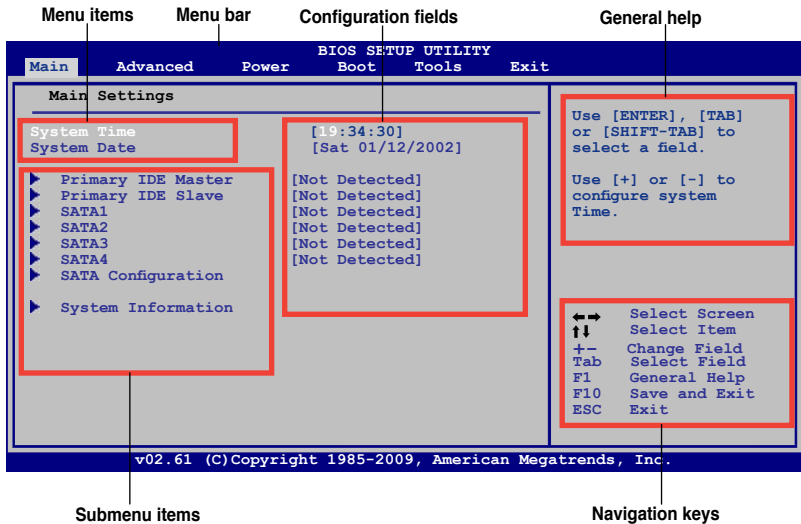 Menu items Menu bar Configuration fields General help
BIOS SETUP UTILITY
Main Advanced Power Boot Tools Exit
Main Settings
System Time [19:34:30]
System Date [Sat 01/12/2002]
Primary IDE Master [Not Detected]
Primary IDE Slave [Not Detected]
SATA1 [Not Detected]
SATA2 [Not Detected]
SATA3 [Not Detected]
SATA4 [Not Detected]
SATA Configuration
System Information
Use [ENTER], [TAB]
or [SHIFT-TAB] to
select a field.
Use [+] or [-] to
configure system
Time.
←→ Select Screen
↑↓ Select Item
+- Change Field
Tab Select Field
F1 General Help
F10 Save and Exit
ESC Exit
v02.61 (C)Copyright 1985-2009, American Megatrends, Inc.
Submenu items Navigation keys